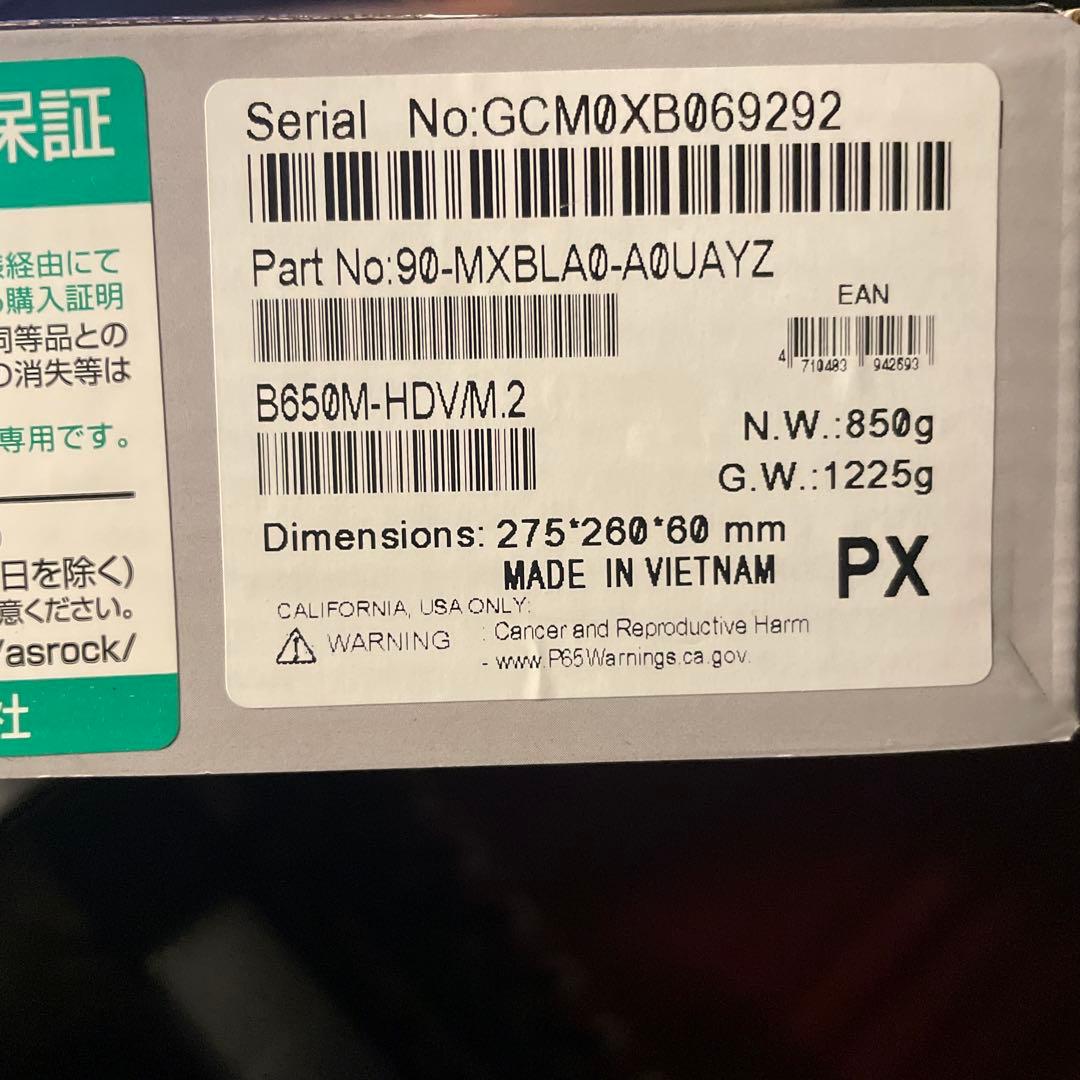 保証
経由にて
購入証明
同等品との
の消失等は
専用です。
日を除く)
意ください。
/asrock/
社
Serial No:GCM0XB069292
Part No:90-MXBLA0-A0UAYZ
EAN
4 710483 942693
B650M-HDV/M.2
N.W.:850g
G.W.:1225g
Dimensions: 275*260*60 mm
MADE IN VIETNAM
PX
CALIFORNIA, USA ONLY:
WARNING : Cancer and Reproductive Harm
- www.P65Warnings.ca.gov.